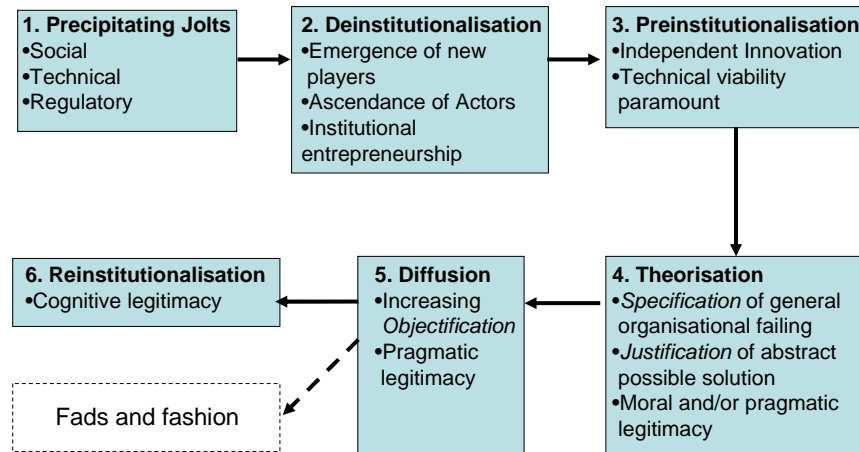 1. Precipitating Jolts
•Social
•Technical
•Regulatory
2. Deinstitutionalisation
•Emergence of new
players
•Ascendance of Actors
•Institutional
entrepreneurship
3. Preinstitutionalisation
•Independent Innovation
•Technical viability
paramount
4. Theorisation
•Specification of general
organisational failing
•Justification of abstract
possible solution
•Moral and/or pragmatic
legitimacy
5. Diffusion
•Increasing
Objectification
•Pragmatic
legitimacy
6. Reinstitutionalisation
•Cognitive legitimacy
Fads and fashion